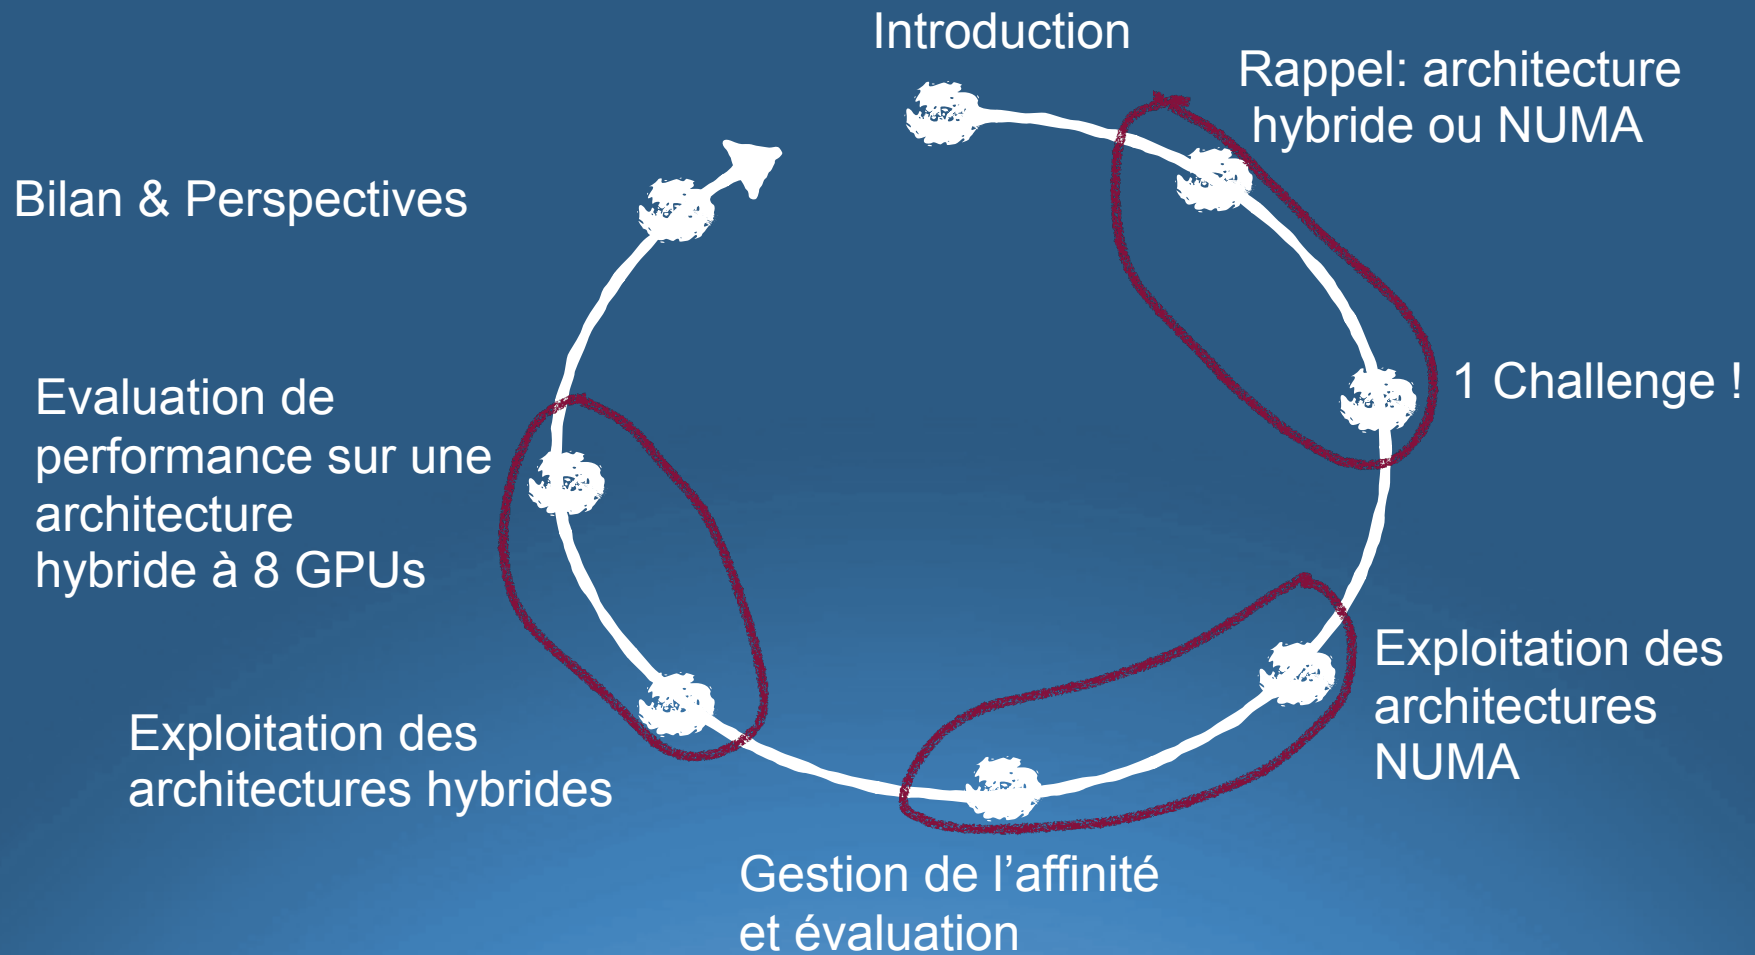 Introduction
Rappel: architecture
hybride ou NUMA
1 Challenge !
Exploitation des
architectures
NUMA
Gestion de l’affinité
et évaluation
Exploitation des
architectures hybrides
Evaluation de
performance sur une
architecture
hybride à 8 GPUs
Bilan & Perspectives